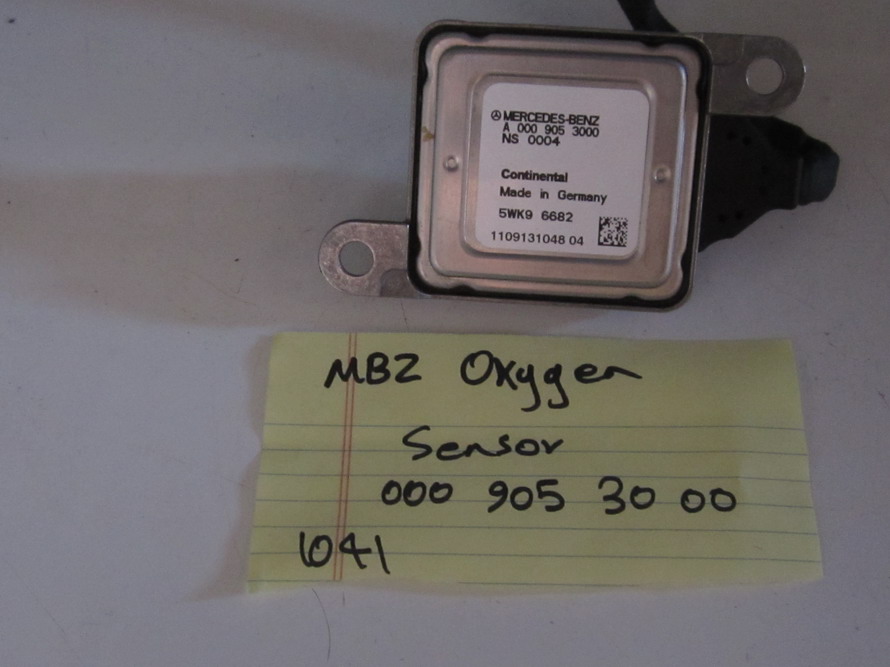 MERCEDES-BENZ
A 000 905 3000
NS 0004
Continental
Made in Germany
5WK9 6682
1109131048 04
MBZ Oxygen
Sensor
000 905 30 00
1041